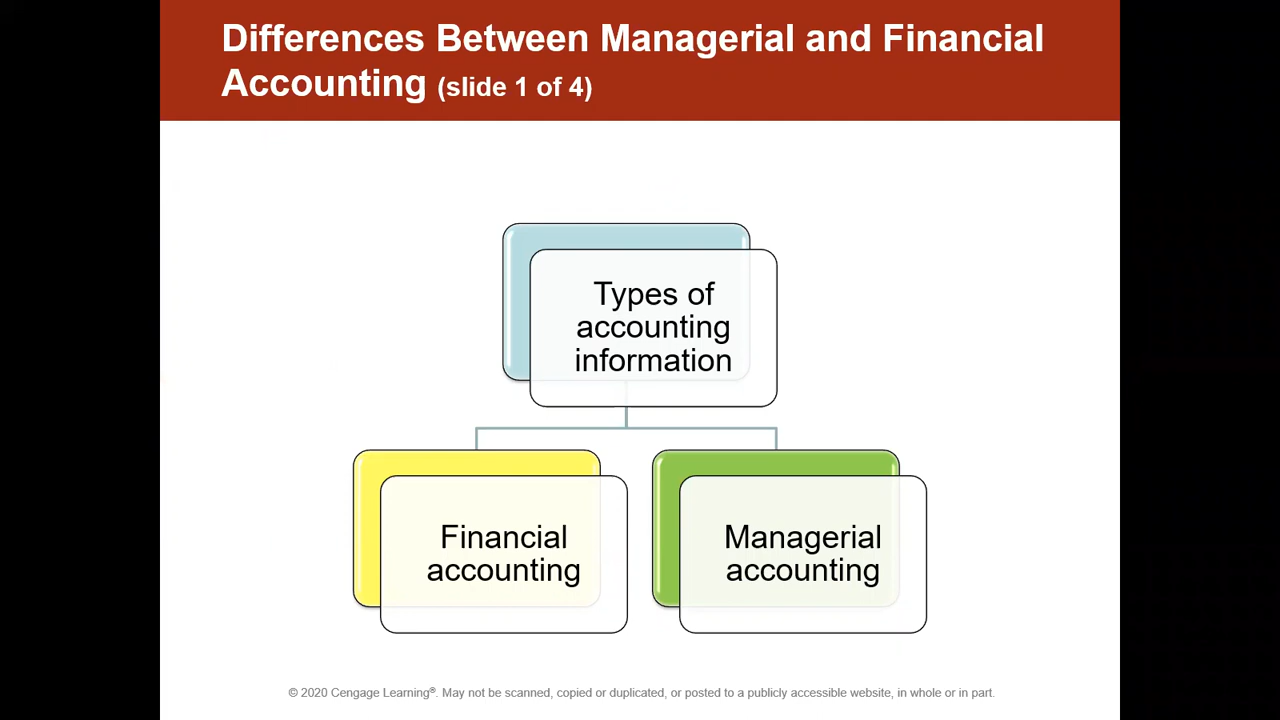 Differences Between Managerial and Financial
Accounting (slide 1 of 4)
Types of
accounting
information
Financial
accounting
Managerial
accounting
© 2020 Cengage Learning®. May not be scanned, copied or duplicated, or posted to a publicly accessible website, in whole or in part.